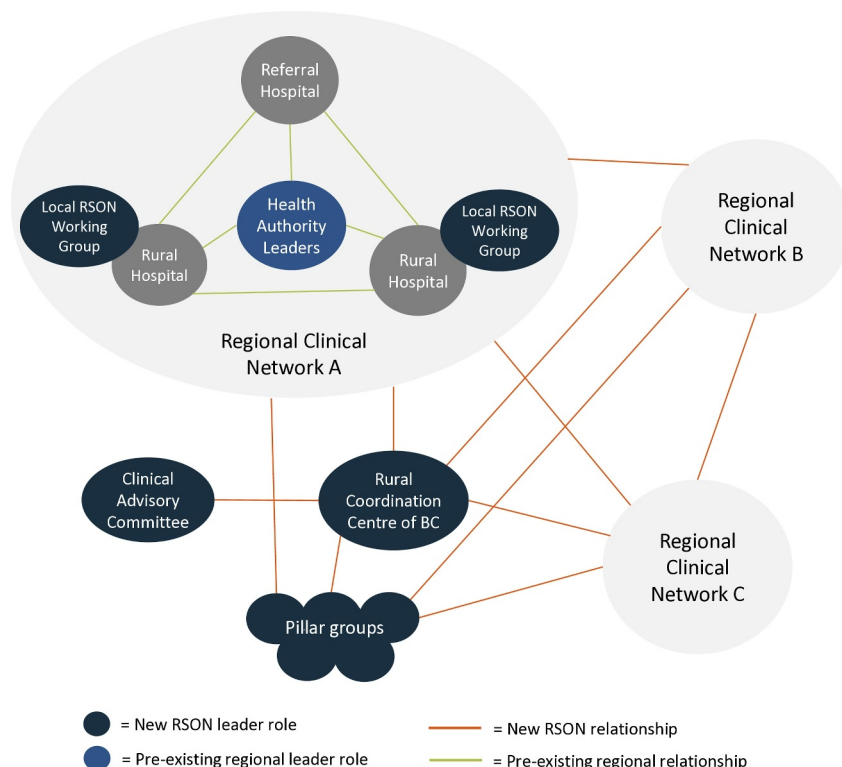 Referral
Hospital
Local RSON
Working
Group
Health
Authority
Leaders
Local RSON
Working
Group
Rural
Hospital
Rural
Hospital
Regional Clinical
Network A
Regional
Clinical
Network B
Clinical
Advisory
Committee
Rural
Coordination
Centre of BC
Regional
Clinical
Network C
Pillar groups
= New RSON leader role
= New RSON relationship
= Pre-existing regional leader role
= Pre-existing regional relationship